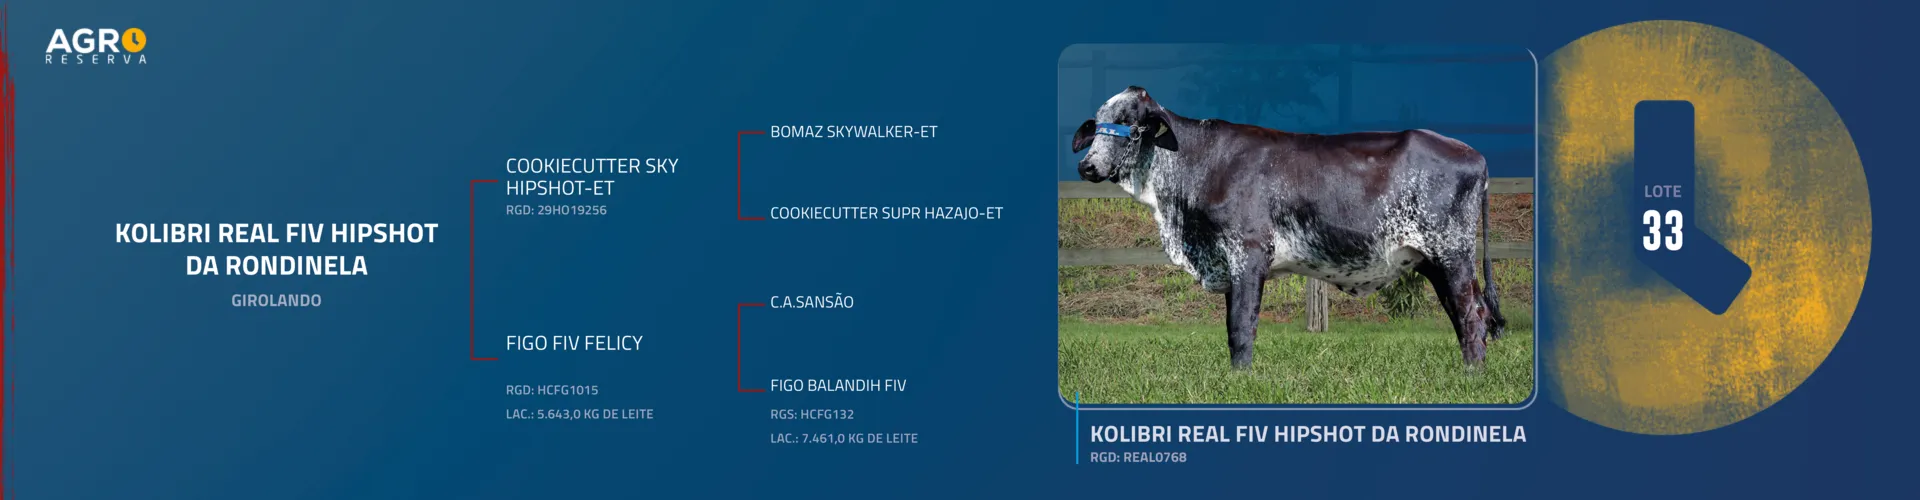 AGRO
RESERVA
KOLIBRI REAL FIV HIPSHOT
DA RONDINELA
GIROLANDO
COOKIECUTTER SKY
HIPSHOT-ET
RGD: 29HO19256
FIGO FIV FELICY
RGD: HCFG1015
LAC.: 5.643,0 KG DE LEITE
BOMAZ SKYWALKER-ET
COOKIECUTTER SUPR HAZAJO-ET
C.A.SANSÃO
FIGO BALANDIH FIV
RGS: HCFG132
LAC.: 7.461,0 KG DE LEITE
KOLIBRI REAL FIV HIPSHOT DA RONDINELA
RGD: REAL0768
LOTE
33